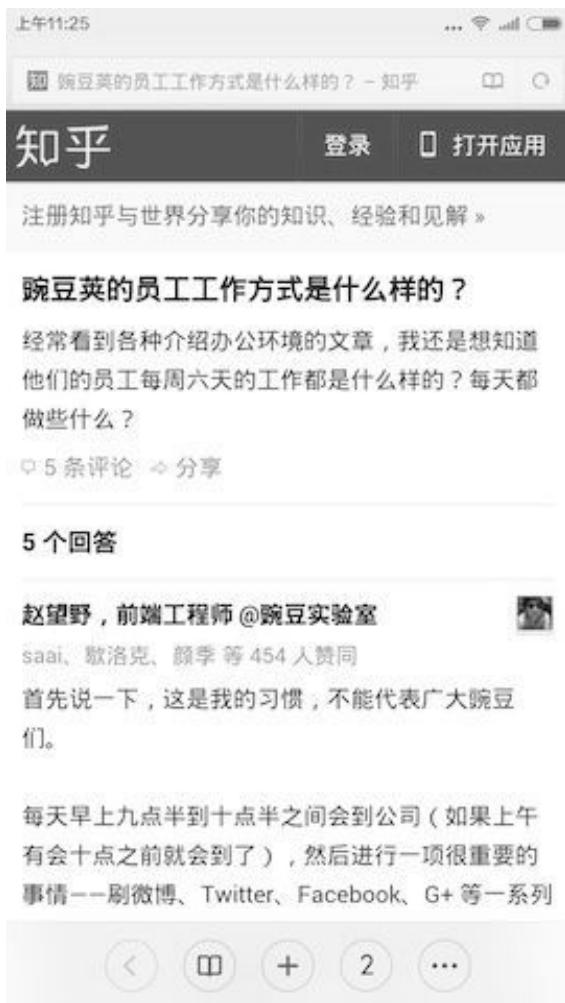 上午11:25
知 豌豆荚的员工工作方式是什么样的？ - 知乎
知乎 登录 打开应用
注册知乎与世界分享你的知识、经验和见解 »
豌豆荚的员工工作方式是什么样的？
经常看到各种介绍办公环境的文章，我还是想知道
他们的员工每周六天的工作都是什么样的？每天都
做些什么？
5 条评论 分享
5 个回答
赵望野，前端工程师 @豌豆实验室
saai、歇洛克、颜季 等 454 人赞同
首先说一下，这是我的习惯，不能代表广大豌豆
们。
每天早上九点半到十点半之间会到公司（如果上午
有会十点之前就会到了），然后进行一项很重要的
事情——刷微博、Twitter、Facebook、G+ 等一系列
2